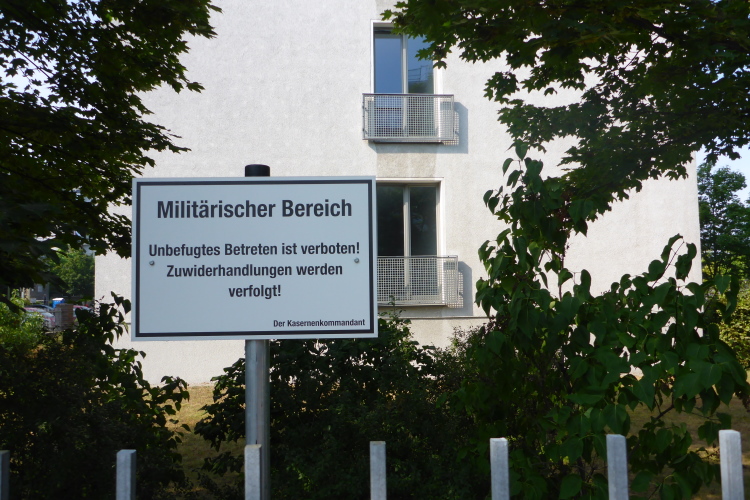 Militärischer Bereich
Unbefugtes Betreten ist verboten!
Zuwiderhandlungen werden
verfolgt!
Der Kasernenkommandant